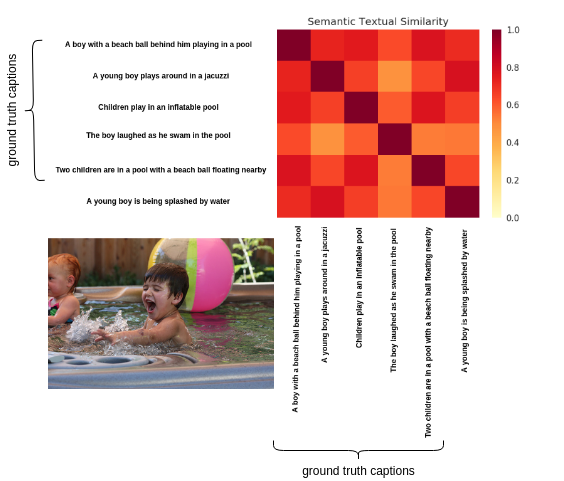 Semantic Textual Similarity
ground truth captions
A boy with a beach ball behind him playing in a pool
A young boy plays around in a jacuzzi
Children play in an inflatable pool
The boy laughed as he swam in the pool
Two children are in a pool with a beach ball floating nearby
A young boy is being splashed by water
1.0
0.8
0.6
0.4
0.2
0.0
A boy with a beach ball behind him playing in a pool
A young boy plays around in a jacuzzi
Children play in an inflatable pool
The boy laughed as he swam in the pool
Two children are in a pool with a beach ball floating nearby
A young boy is being splashed by water
ground truth captions